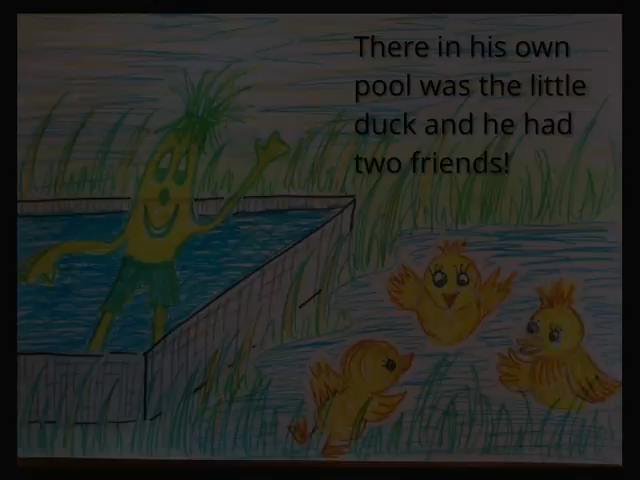 There in his own
pool was the little
duck and he had
two friends!